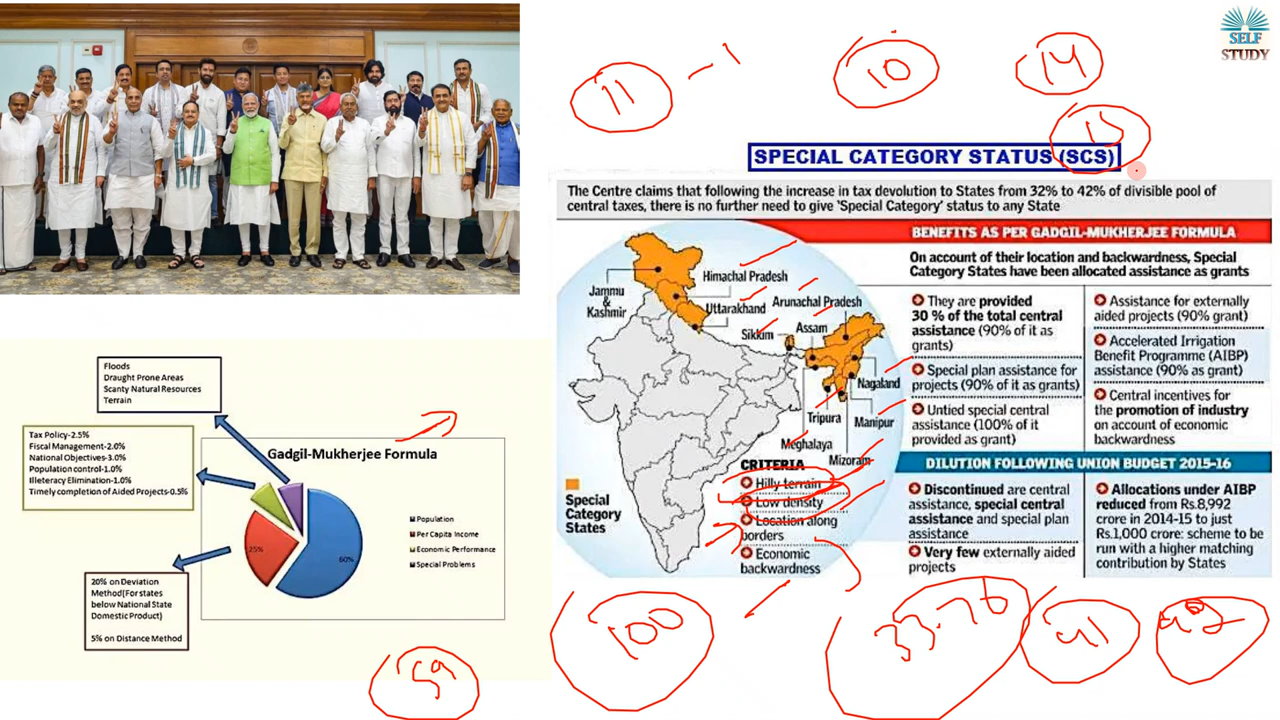 SELF
STUDY
11 - 1
10
14
15
SPECIAL CATEGORY STATUS (SCS)
The Centre claims that following the increase in tax devolution to States from 32% to 42% of divisible pool of
central taxes, there is no further need to give 'Special Category' status to any State
BENEFITS AS PER GADGIL-MUKHERJEE FORMULA
On account of their location and backwardness, Special
Category States have been allocated assistance as grants
They are provided
30 % of the total central
assistance (90% of it as
grants)
Special plan assistance for
projects (90% of it as grants)
Untied special central
assistance (100% of it
provided as grant)
Assistance for externally
aided projects (90% grant)
Accelerated Irrigation
Benefit Programme (AIBP)
assistance (90% as grant)
Central incentives for
the promotion of industry
on account of economic
backwardness
DILUTION FOLLOWING UNION BUDGET 2015-16
Discontinued are central
assistance, special central
assistance and special plan
assistance
Very few externally aided
projects
Allocations under AIBP
reduced from Rs.8,992
crore in 2014-15 to just
Rs.1,000 crore: scheme to be
run with a higher matching
contribution by States
Jammu
&
Kashmir
Himachal Pradesh
Uttarakhand
Arunachal Pradesh
Sikkim
Assam
Nagaland
Manipur
Tripura
Meghalaya
Mizoram
Special
Category
States
CRITERIA
Hilly terrain
Low density
Location along
borders
Economic
backwardness
Floods
Draught Prone Areas
Scanty Natural Resources
Terrain
Tax Policy-2.5%
Fiscal Management-2.0%
National Objectives-3.0%
Population control-1.0%
Illeteracy Elimination-1.0%
Timely completion of Aided Projects-0.5%
Gadgil-Mukherjee Formula
60%
25%
Population
Per Capita Income
Economic Performance
Special Problems
20% on Deviation
Method(For states
below National State
Domestic Product)
5% on Distance Method
59
100
33.76
41